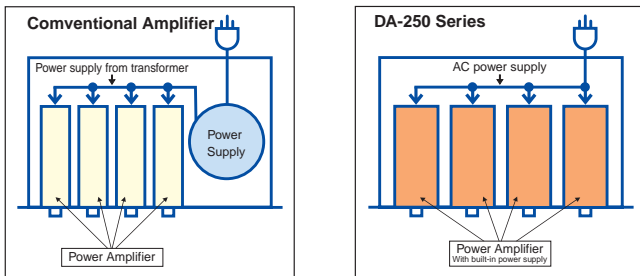 Comventional Amplifier
Power supply from transformer
Power
Supply
Power Amplifier
DA-250 Series
AC power supply
Power Amplifier
With built-in power supply